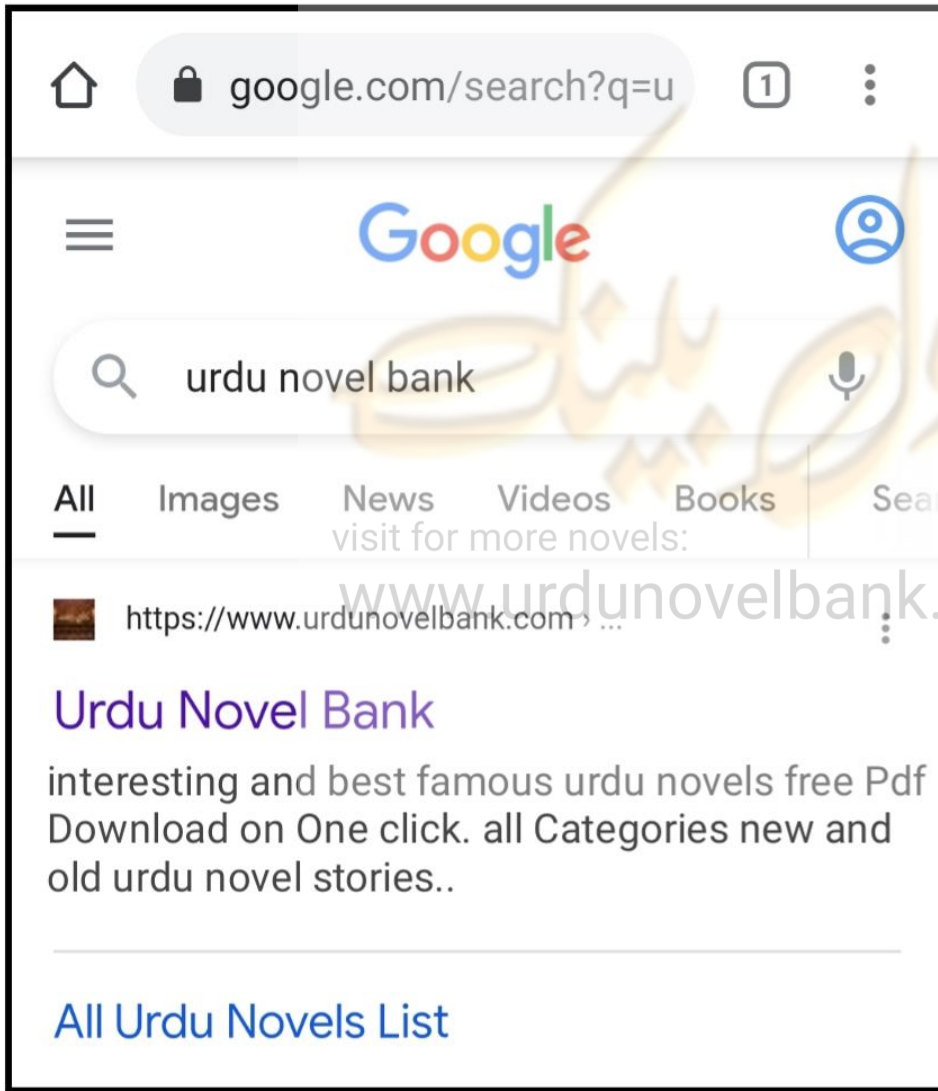 google.com/search?q=u
1
Google
urdu novel bank
All Images News Videos Books Sea
visit for more novels:
www.urdunovelbank.
https://www.urdunovelbank.com › ...
Urdu Novel Bank
interesting and best famous urdu novels free Pdf
Download on One click. all Categories new and
old urdu novel stories..
All Urdu Novels List